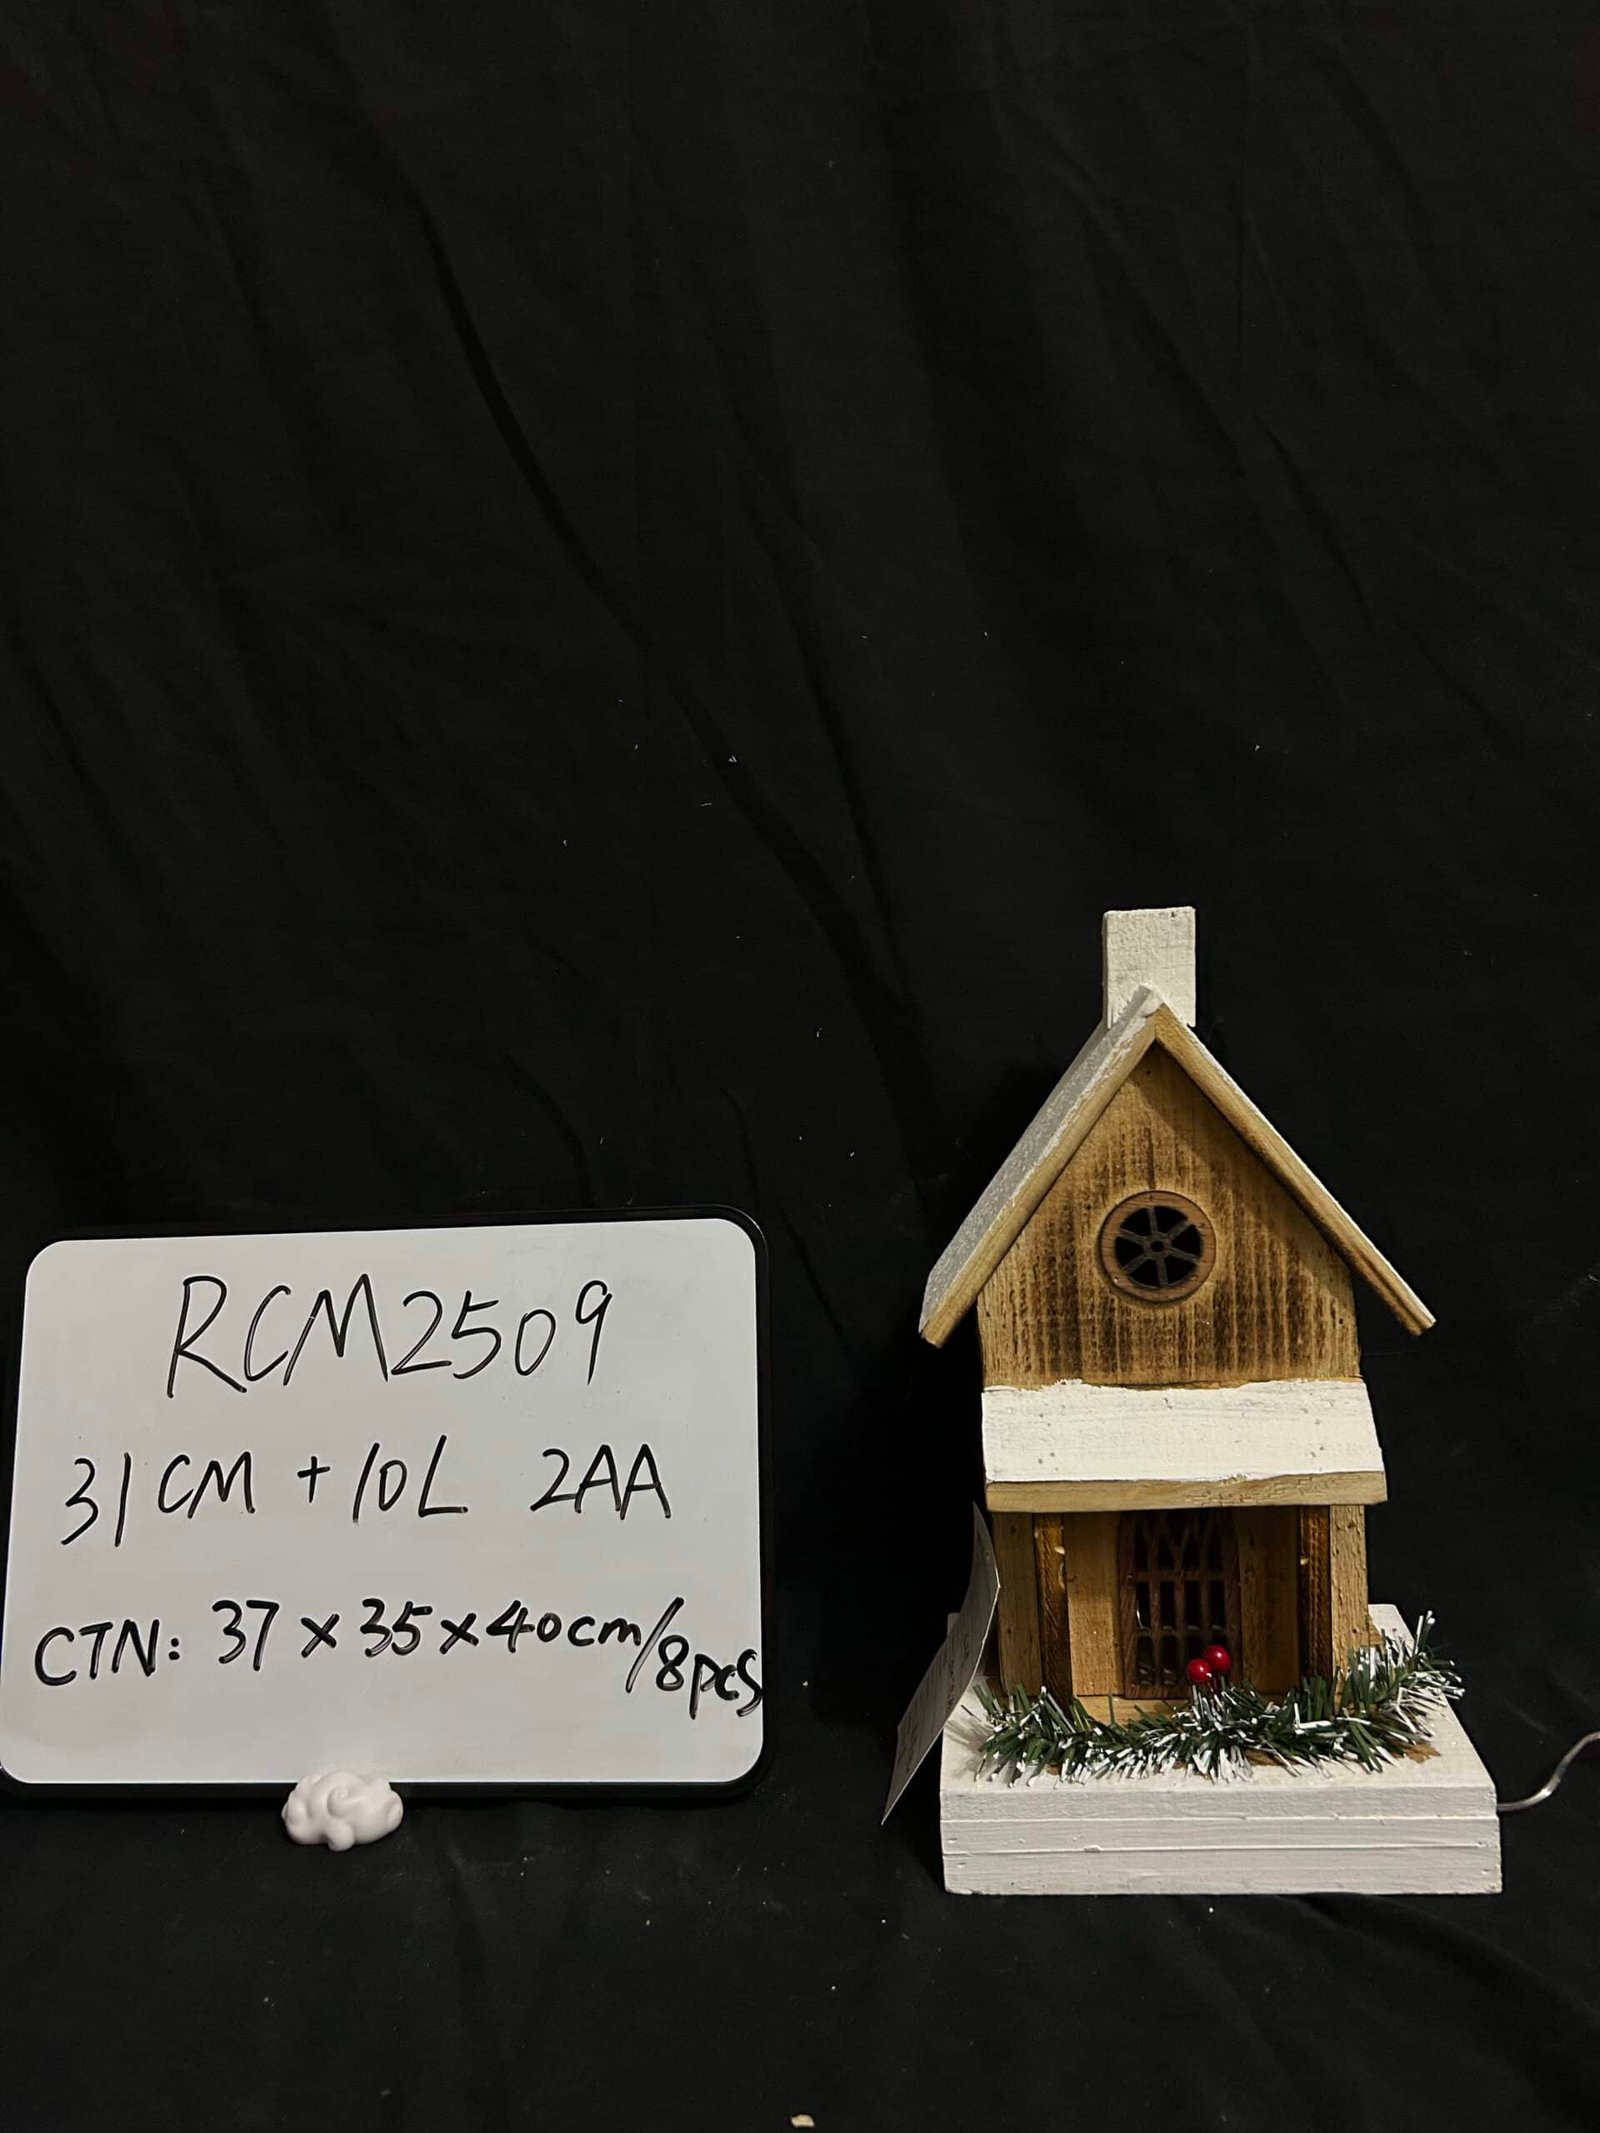 RCM2509
31CM + 10L 2AA
CTN: 37 x 35 x 40cm/8pcs